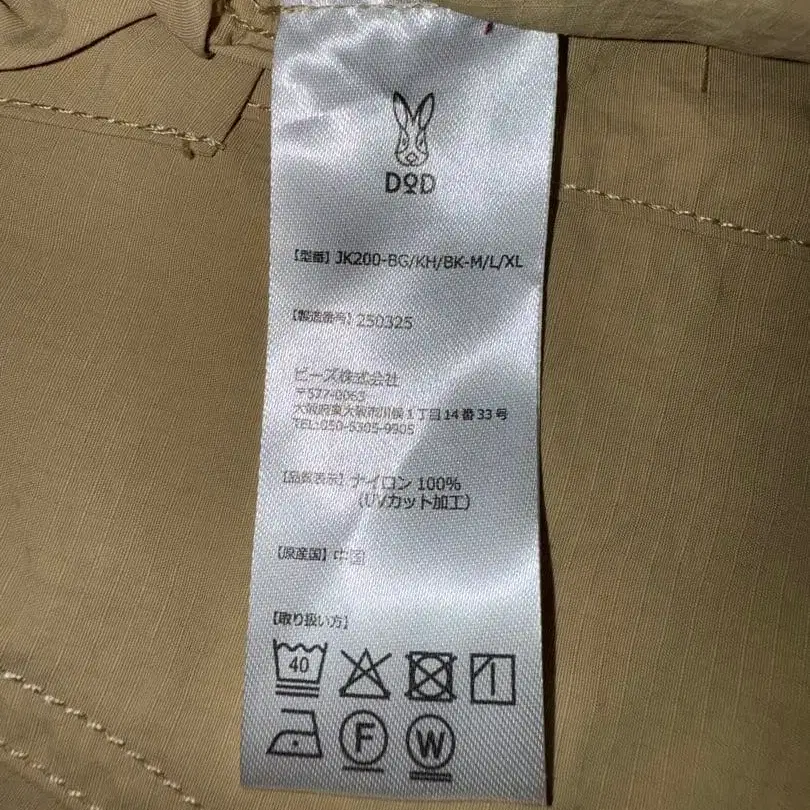 DOD
【型番】JK200-BG/KH/BK-M/L/XL
【製造番号】250325
ビーズ株式会社
〒577-0063
大阪府東大阪市川俣1丁目14番33号
TEL:050-5305-9905
【品質表示】ナイロン 100%
(UVカット加工)
【原産国】中国
【取り扱い方】
40
F W